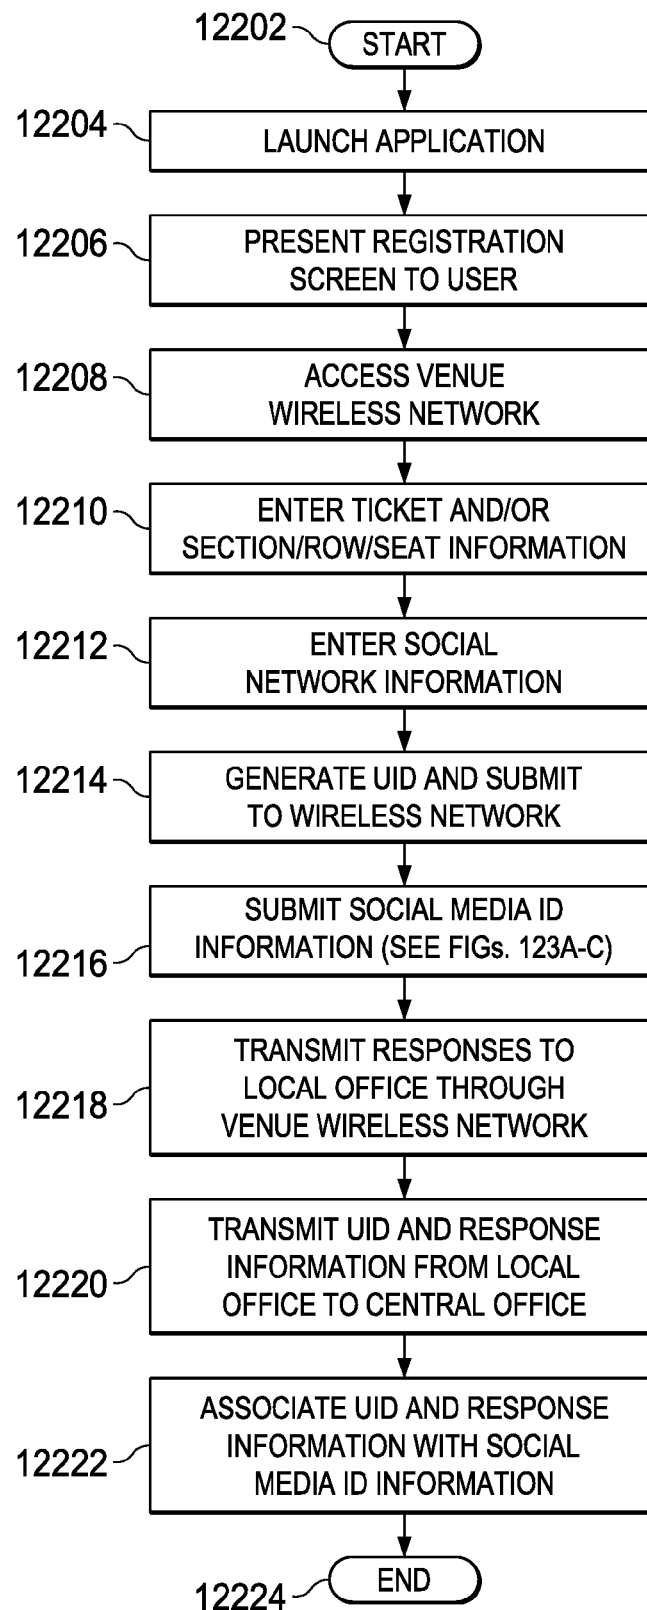 12202
START
12204
LAUNCH APPLICATION
12206
PRESENT REGISTRATION
SCREEN TO USER
12208
ACCESS VENUE
WIRELESS NETWORK
12210
ENTER TICKET AND/OR
SECTION/ROW/SEAT INFORMATION
12212
ENTER SOCIAL
NETWORK INFORMATION
12214
GENERATE UID AND SUBMIT
TO WIRELESS NETWORK
12216
SUBMIT SOCIAL MEDIA ID
INFORMATION (SEE FIGs. 123A-C)
12218
TRANSMIT RESPONSES TO
LOCAL OFFICE THROUGH
VENUE WIRELESS NETWORK
12220
TRANSMIT UID AND RESPONSE
INFORMATION FROM LOCAL
OFFICE TO CENTRAL OFFICE
12222
ASSOCIATE UID AND RESPONSE
INFORMATION WITH SOCIAL
MEDIA ID INFORMATION
12224
END